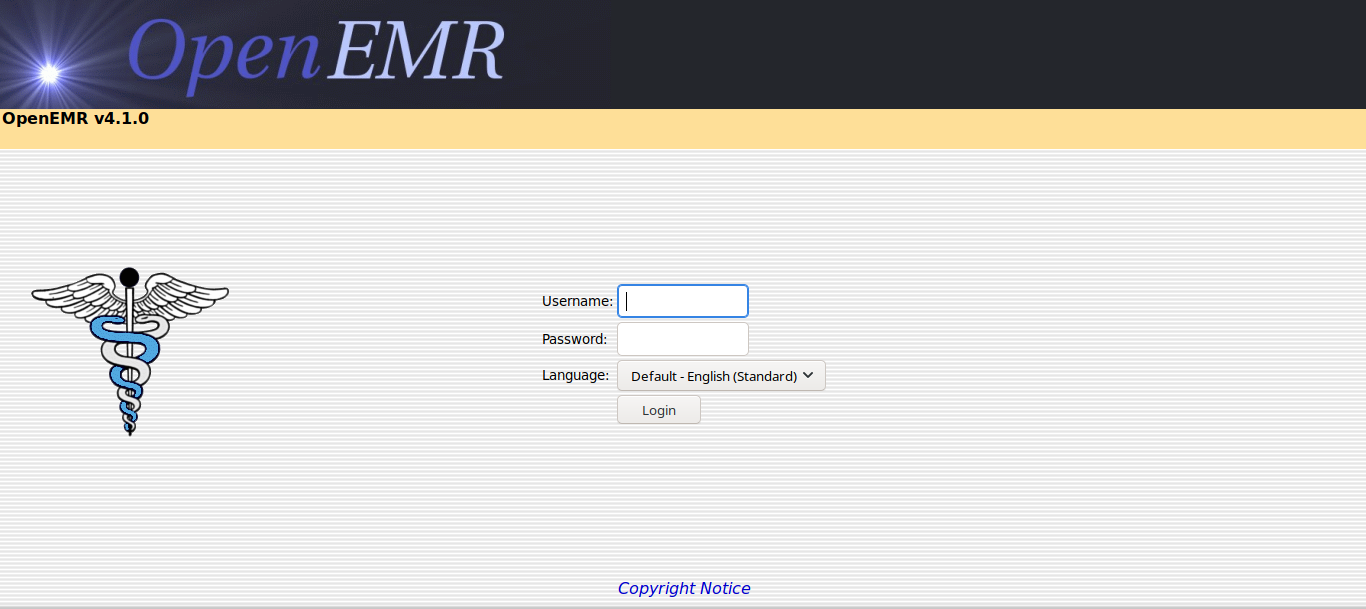 OpenEMR
OpenEMR v4.1.0
Username:
Password:
Language: Default - English (Standard)
Login
Copyright Notice